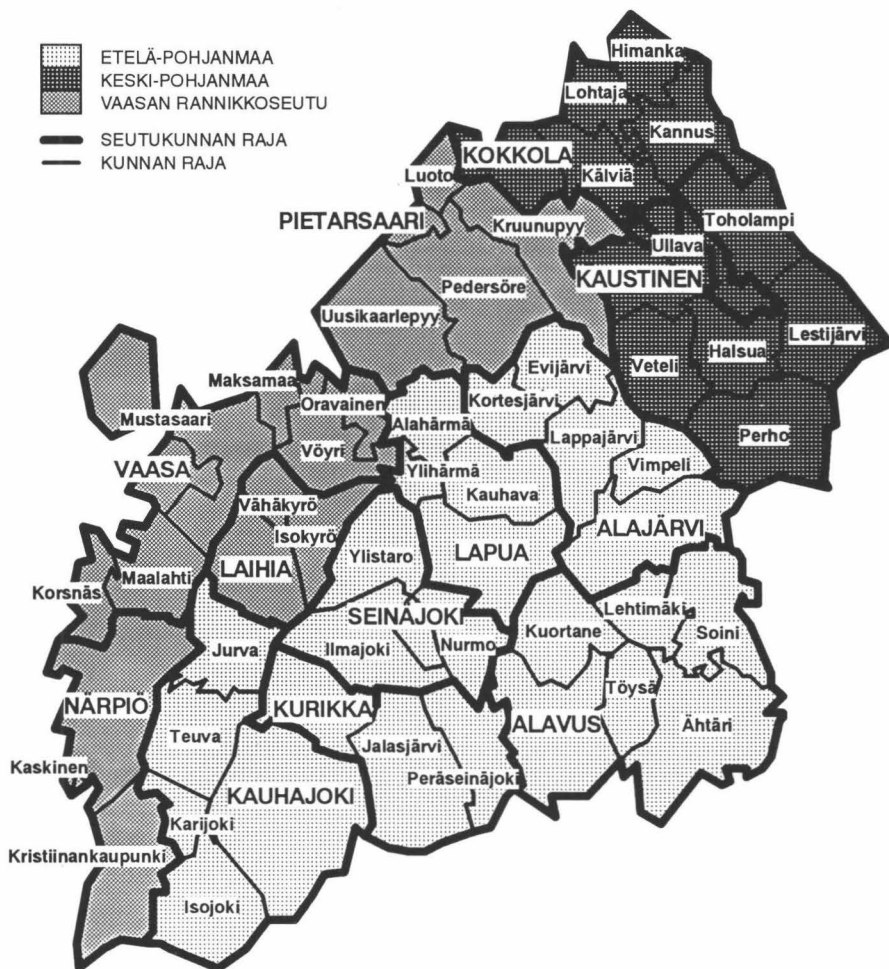 ETELÄ-POHJANMAA
KESKI-POHJANMAA
VAASAN RANNIKKOSEUTU
SEUTUKUNNAN RAJA
KUNNAN RAJA
Himanka
Lohtaja
Kannus
KOKKOLA
Kälviä
Luoto
PIETARSAARI
Kruunupyy
Toholampi
Ullava
KAUSTINEN
Pedersöre
Uusikaarlepyy
Lestijärvi
Halsua
Veteli
Evijärvi
Maksamaa
Oravainen
Kortesjärvi
Mustasaari
Alahärmä
Lappajärvi
Perho
Vöyri
VAASA
Ylihärmä
Vimpeli
Kauhava
Vähäkyrö
Isokyrö
ALAJÄRVI
Ylistaro
LAPUA
LAIHIA
Maalahti
Korsnäs
Lehtimäki
SEINÄJOKI
Kuortane
Soini
Nurmo
Jurva
Ilmajoki
Töysä
NÄRPIÖ
KURIKKA
ALAVUS
Ähtäri
Teuva
Jalasjärvi
Kaskinen
Peräseinäjoki
KAUHAJOKI
Karijoki
Kristiinankaupunki
Isojoki